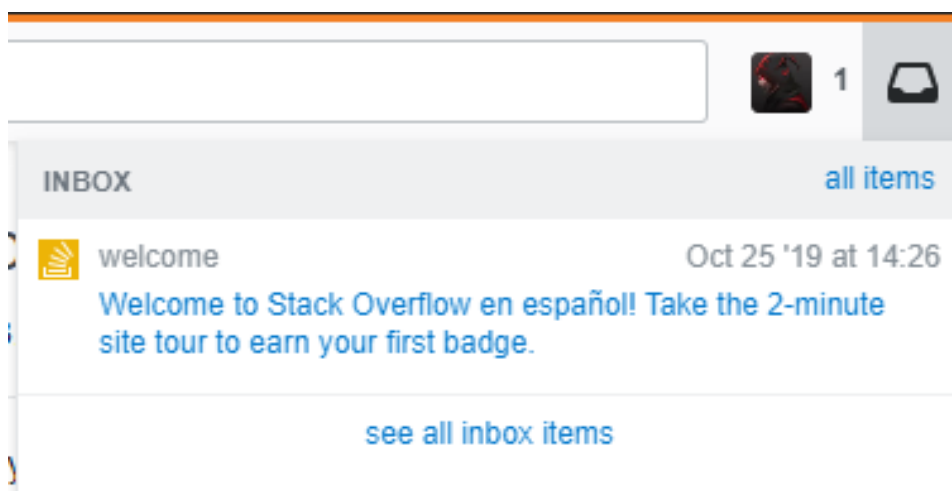 1
INBOX
all items
welcome
Oct 25 '19 at 14:26
Welcome to Stack Overflow en español! Take the 2-minute
site tour to earn your first badge.
see all inbox items